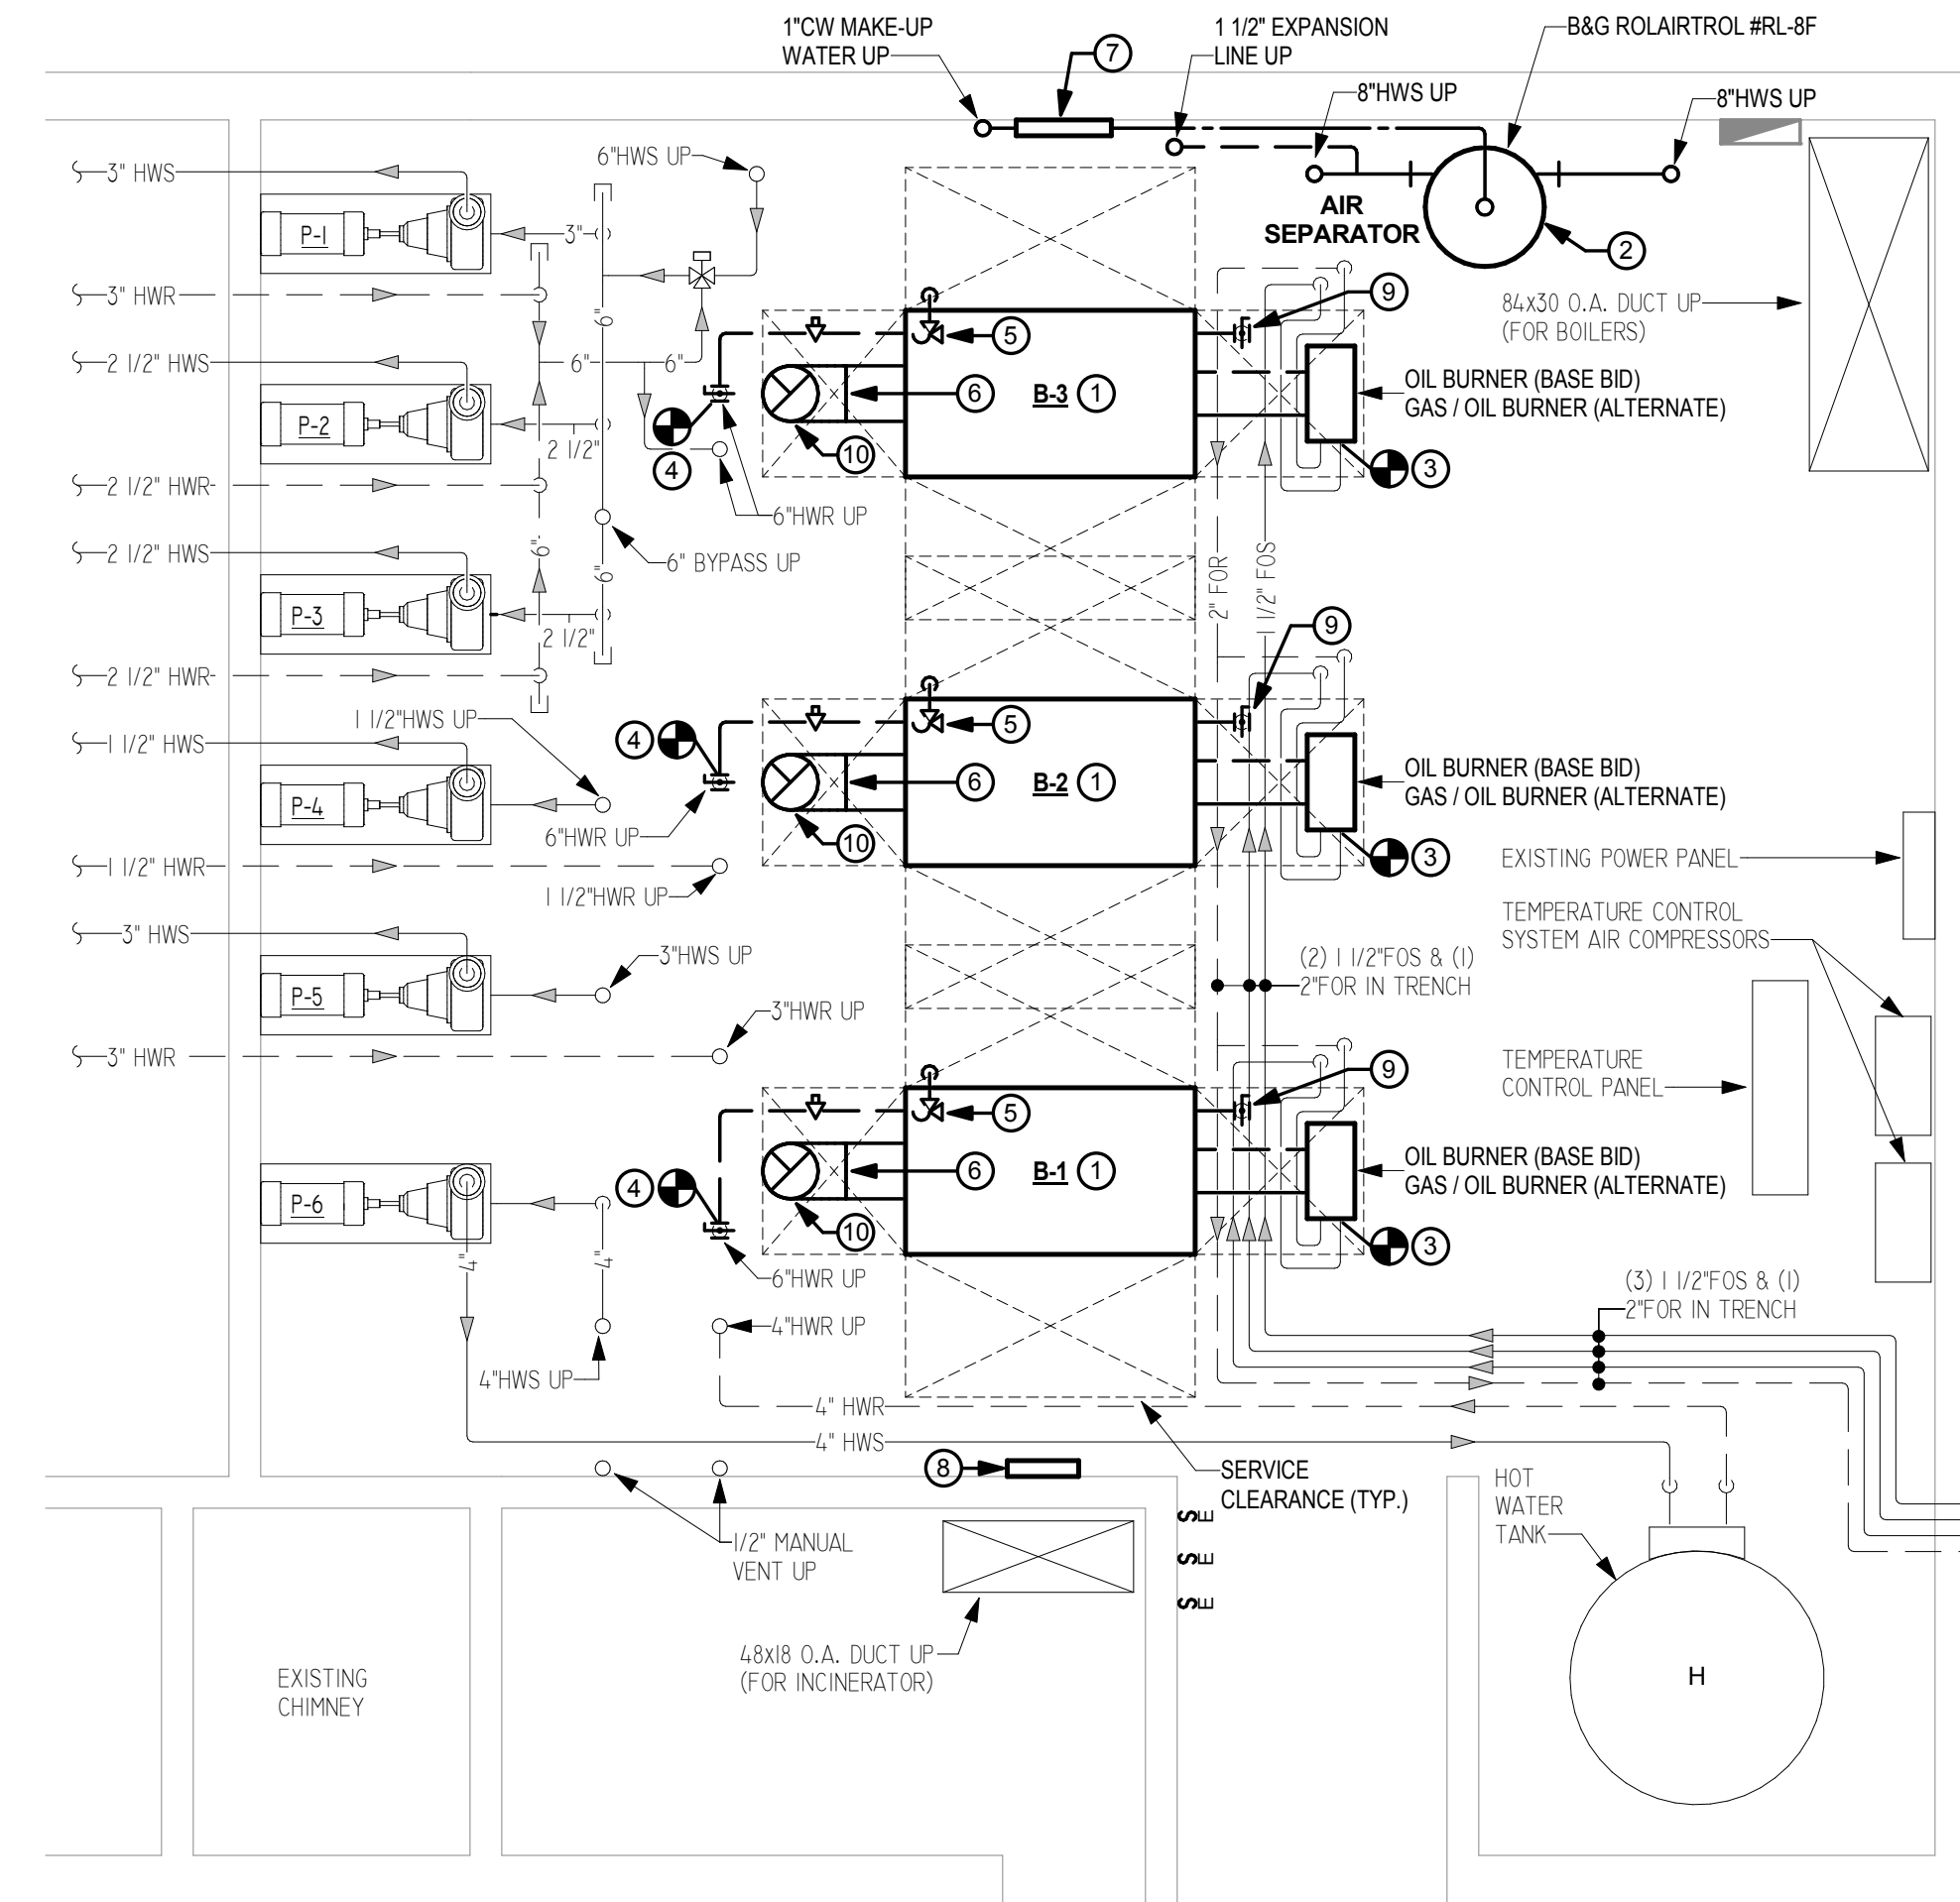 1"CW MAKE-UP
WATER UP
7
1 1/2" EXPANSION
LINE UP
B&G ROLAIRTROL #RL-8F
8"HWS UP
8"HWS UP
AIR
SEPARATOR
2
84x30 O.A. DUCT UP
(FOR BOILERS)
3" HWS
P-1
3"
6"HWS UP
3" HWR
6"
2 1/2" HWS
6"
6"
P-2
2 1/2"
4
2 1/2" HWR
6"HWR UP
6" BYPASS UP
2 1/2" HWS
6"
6"
P-3
2 1/2"
2 1/2" HWR
5
6
B-3
1
10
9
OIL BURNER (BASE BID)
GAS / OIL BURNER (ALTERNATE)
3
2" FOR
1 1/2" FOS
1 1/2"HWS UP
1 1/2" HWS
4
P-4
6"HWR UP
1 1/2" HWR
1 1/2"HWR UP
5
6
B-2
1
10
9
OIL BURNER (BASE BID)
GAS / OIL BURNER (ALTERNATE)
3
EXISTING POWER PANEL
TEMPERATURE CONTROL
SYSTEM AIR COMPRESSORS
3" HWS
3"HWS UP
P-5
3"HWR UP
3" HWR
(2) 1 1/2"FOS & (1)
2"FOR IN TRENCH
TEMPERATURE
CONTROL PANEL
5
6
B-1
1
10
9
OIL BURNER (BASE BID)
GAS / OIL BURNER (ALTERNATE)
3
4
P-6
4"
4"
6"HWR UP
4"HWR UP
4"HWS UP
(3) 1 1/2"FOS & (1)
2"FOR IN TRENCH
4" HWR
4" HWS
8
SERVICE
CLEARANCE (TYP.)
HOT
WATER
TANK
1/2" MANUAL
VENT UP
SE
SE
SE
48x18 O.A. DUCT UP
(FOR INCINERATOR)
EXISTING
CHIMNEY
H